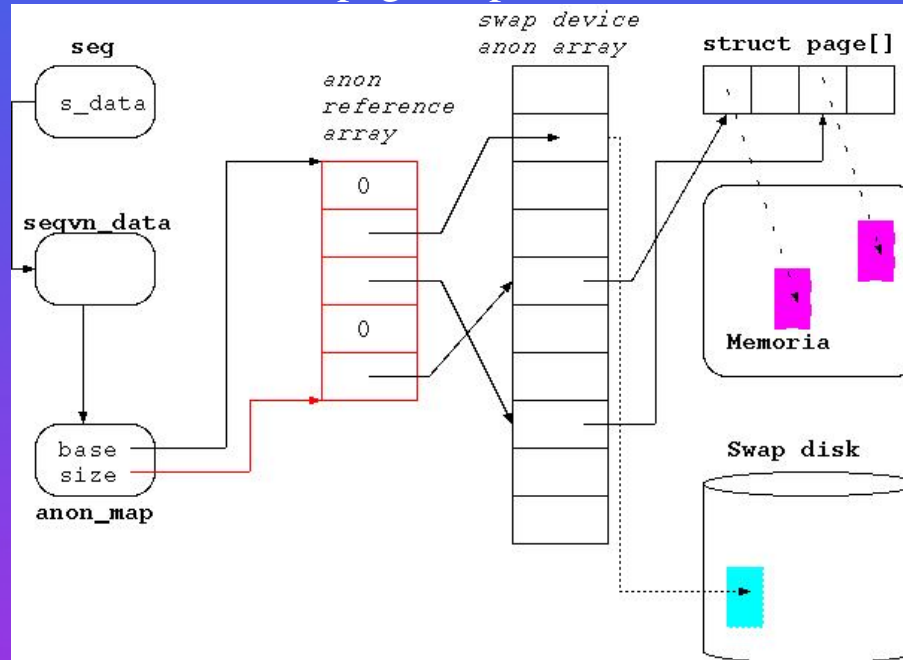 seg
s_data
seqvn_data
base
size
anon_map
anon
reference
array
0
0
swap device
anon array
struct page[]
Memoria
Swap disk